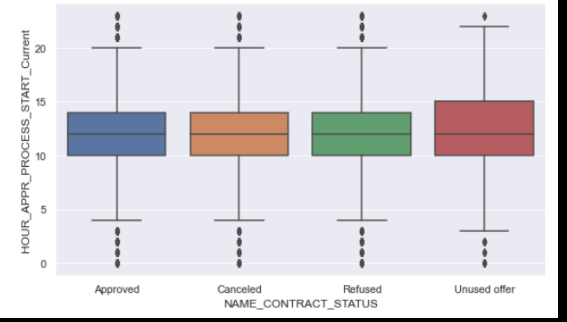 HOUR_APPR_PROCESS_START_Current
20
15
10
5
0
Approved Canceled Refused Unused offer
NAME_CONTRACT_STATUS